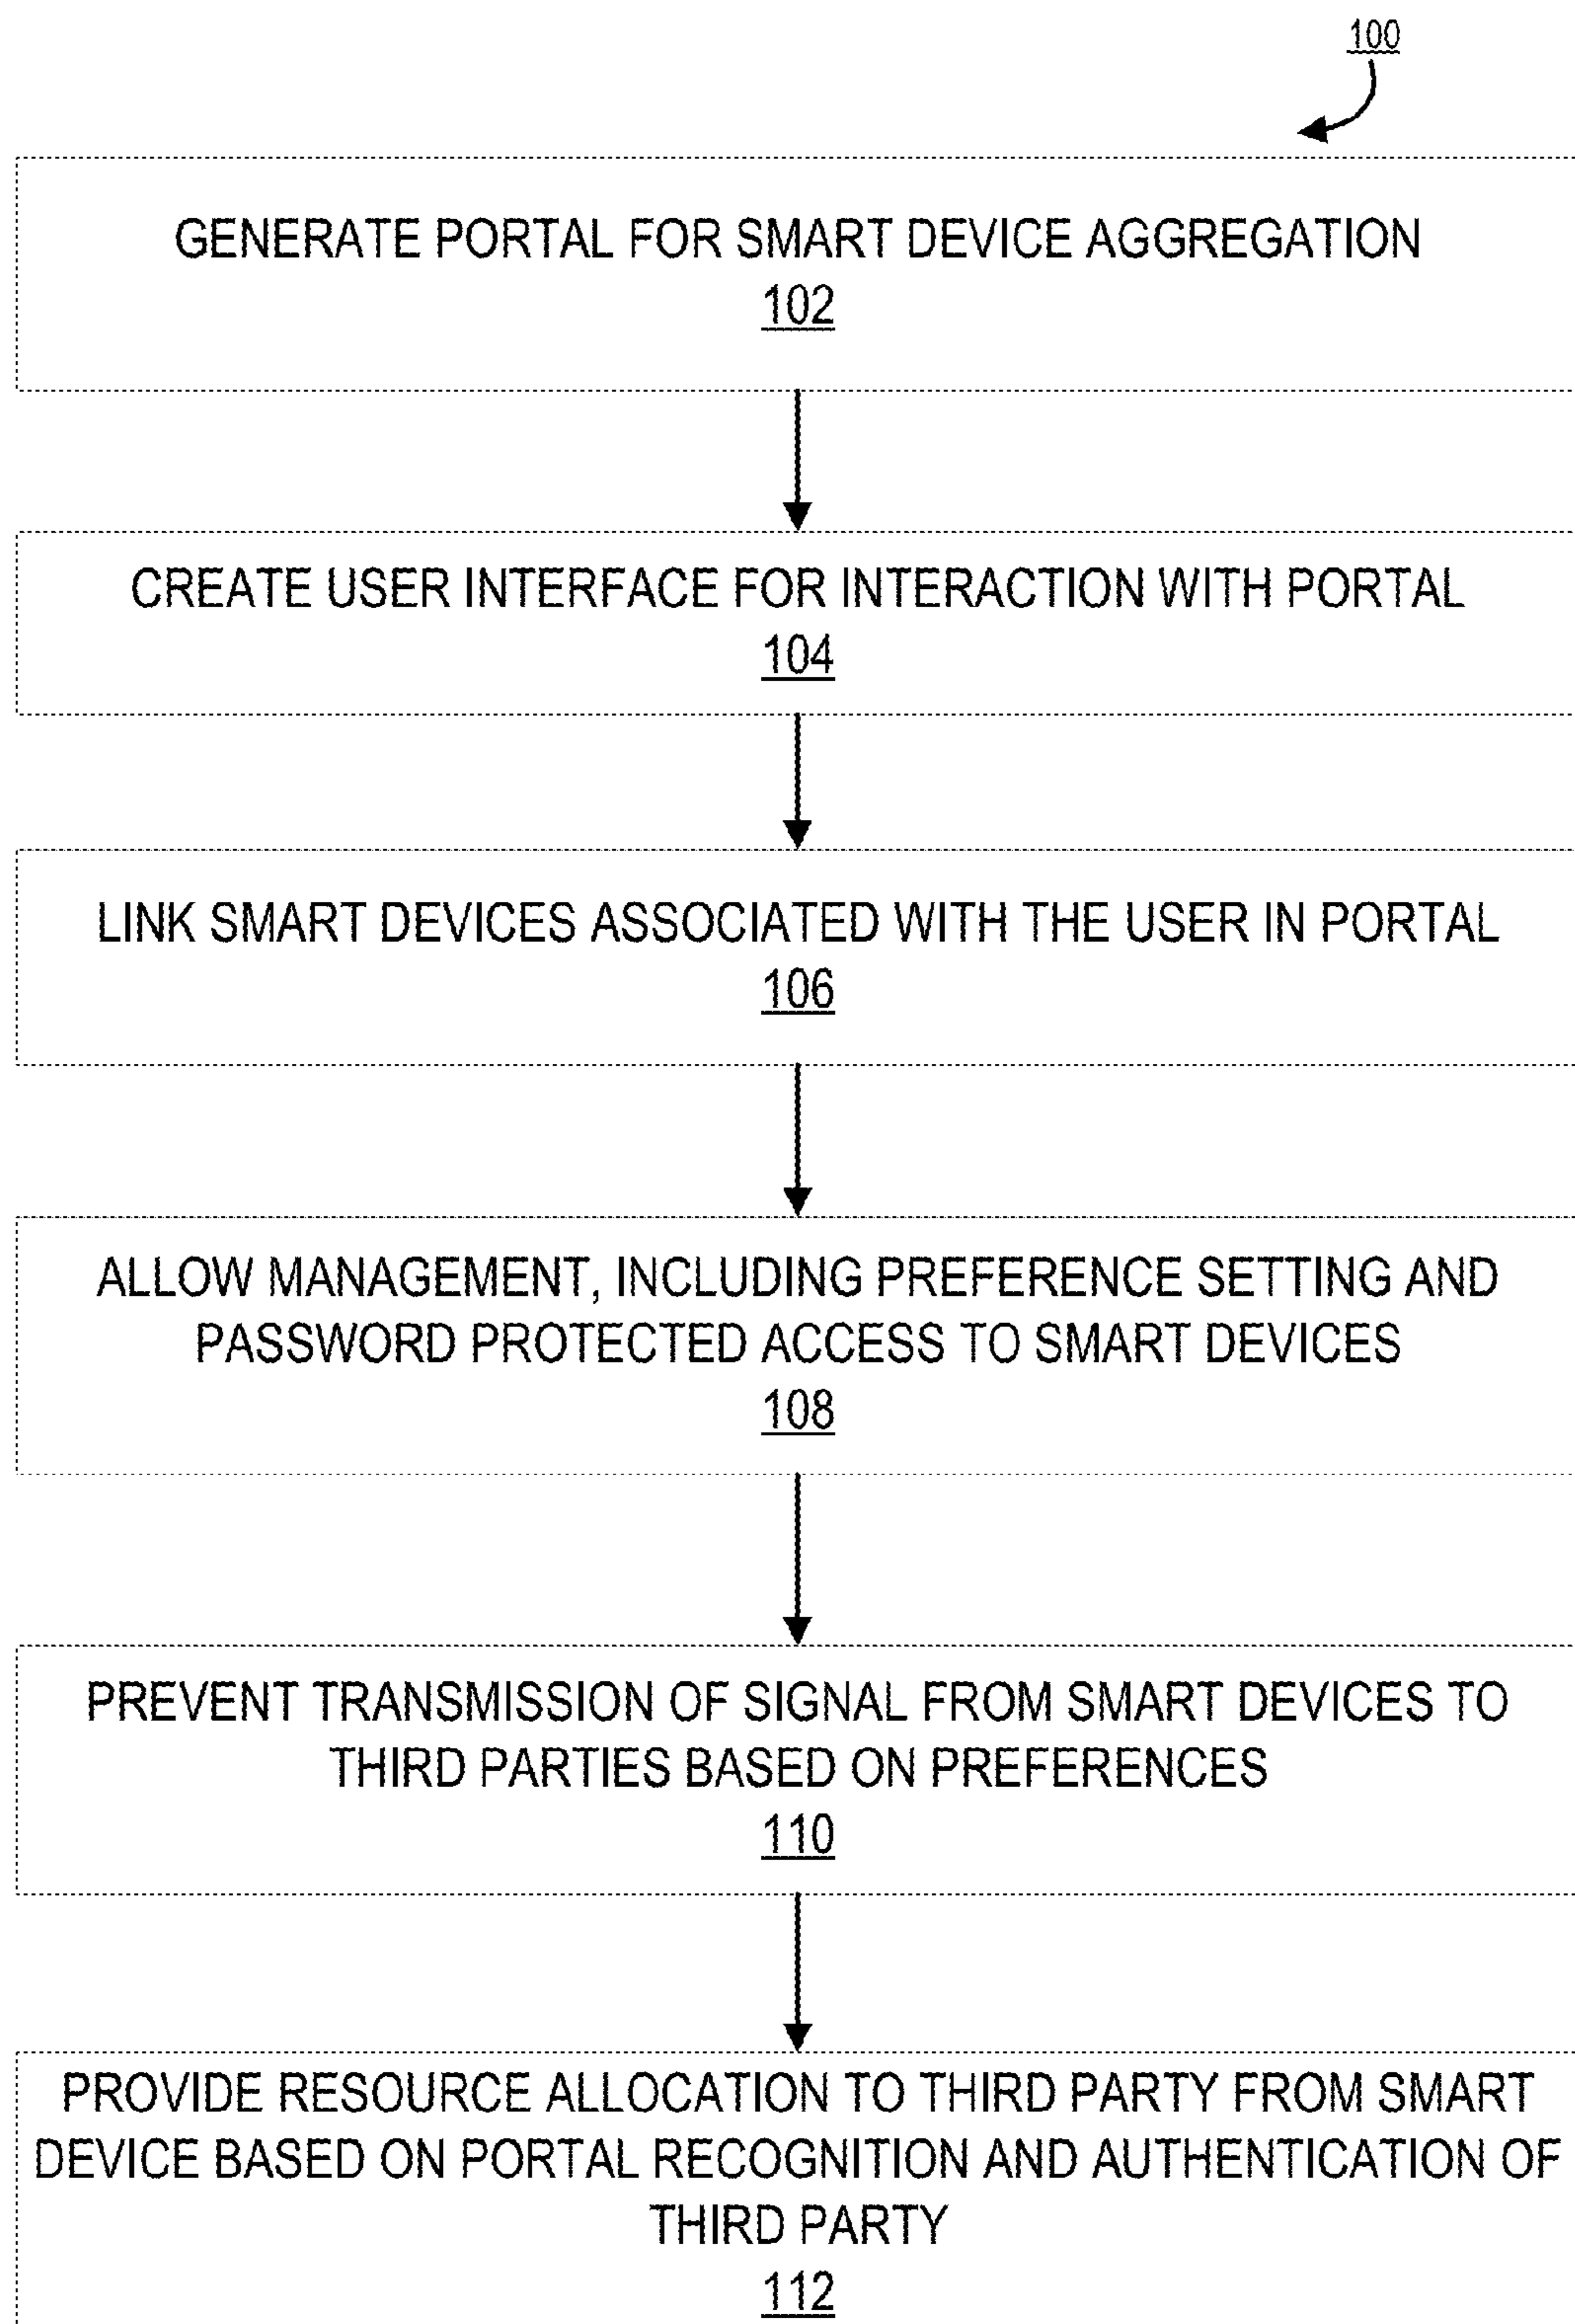 100
GENERATE PORTAL FOR SMART DEVICE AGGREGATION
102
CREATE USER INTERFACE FOR INTERACTION WITH PORTAL
104
LINK SMART DEVICES ASSOCIATED WITH THE USER IN PORTAL
106
ALLOW MANAGEMENT, INCLUDING PREFERENCE SETTING AND
PASSWORD PROTECTED ACCESS TO SMART DEVICES
108
PREVENT TRANSMISSION OF SIGNAL FROM SMART DEVICES TO
THIRD PARTIES BASED ON PREFERENCES
110
PROVIDE RESOURCE ALLOCATION TO THIRD PARTY FROM SMART
DEVICE BASED ON PORTAL RECOGNITION AND AUTHENTICATION OF
THIRD PARTY
112